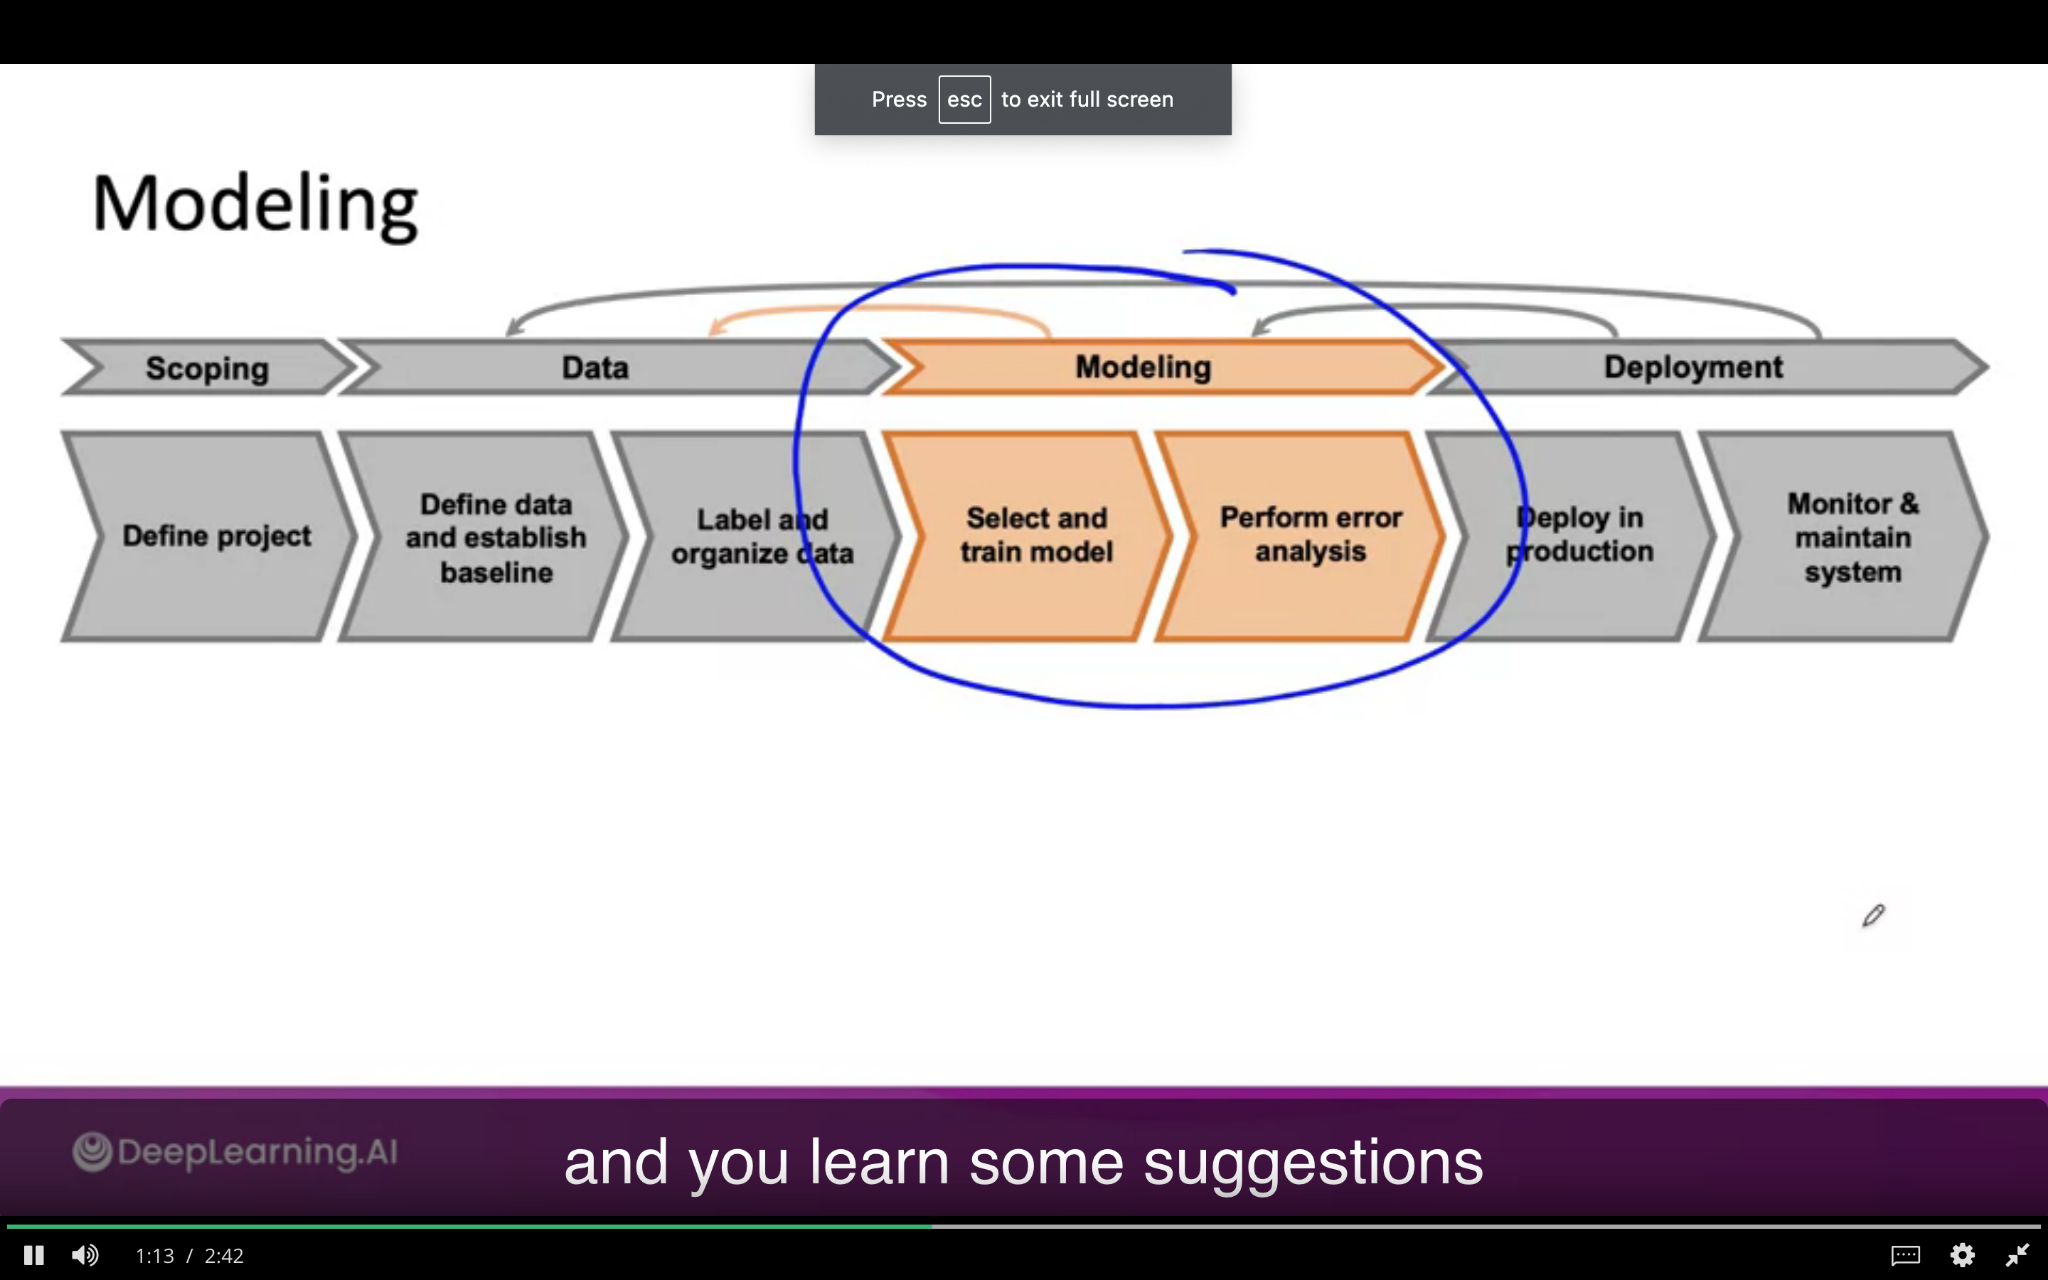 Press esc to exit full screen
Modeling
Scoping
Data
Modeling
Deployment
Define project
Define data
and establish
baseline
Label and
organize data
Select and
train model
Perform error
analysis
Deploy in
production
Monitor &
maintain
system
DeepLearning.AI
and you learn some suggestions
1:13 / 2:42